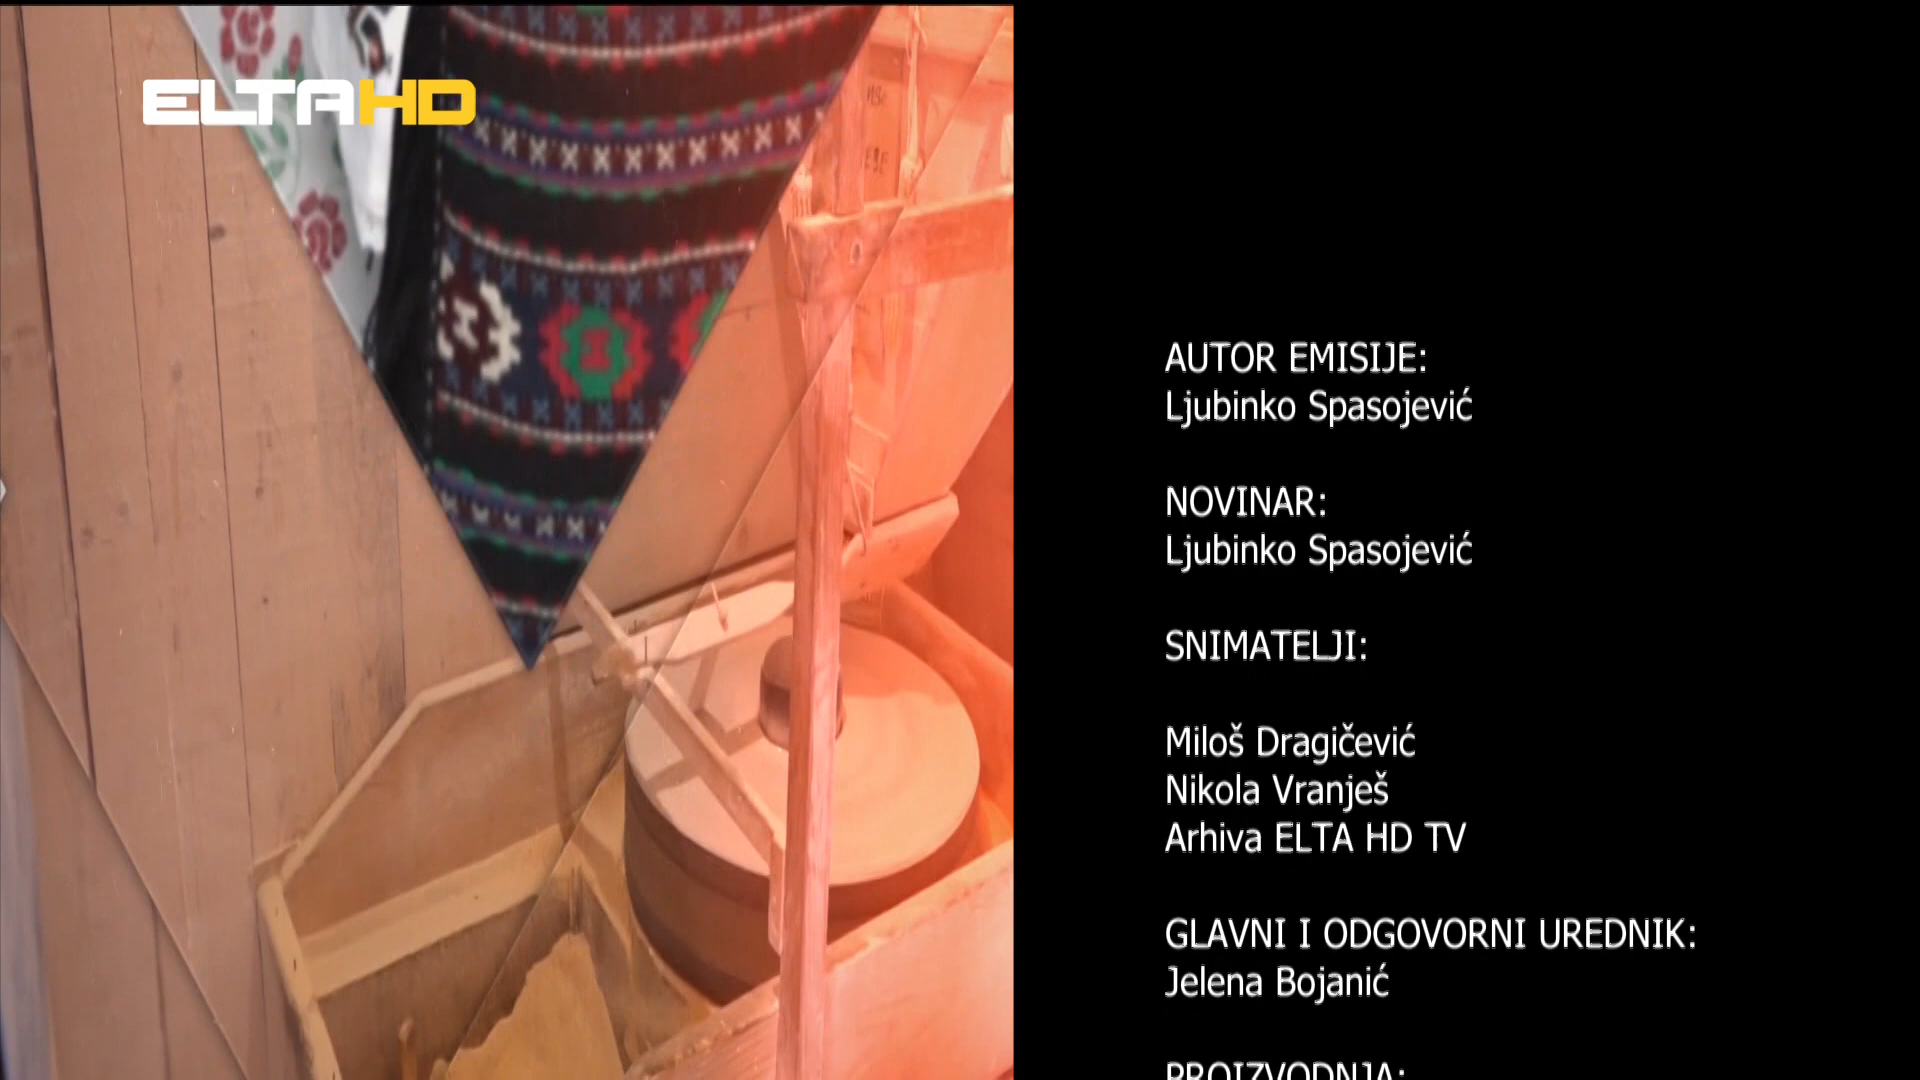 ELTAHD
AUTOR EMISIJE:
Ljubinko Spasojević
NOVINAR:
Ljubinko Spasojević
SNIMATELJI:
Miloš Dragičević
Nikola Vranješ
Arhiva ELTA HD TV
GLAVNI I ODGOVORNI UREDNIK:
Jelena Bojanić
PROIZVODNJA: